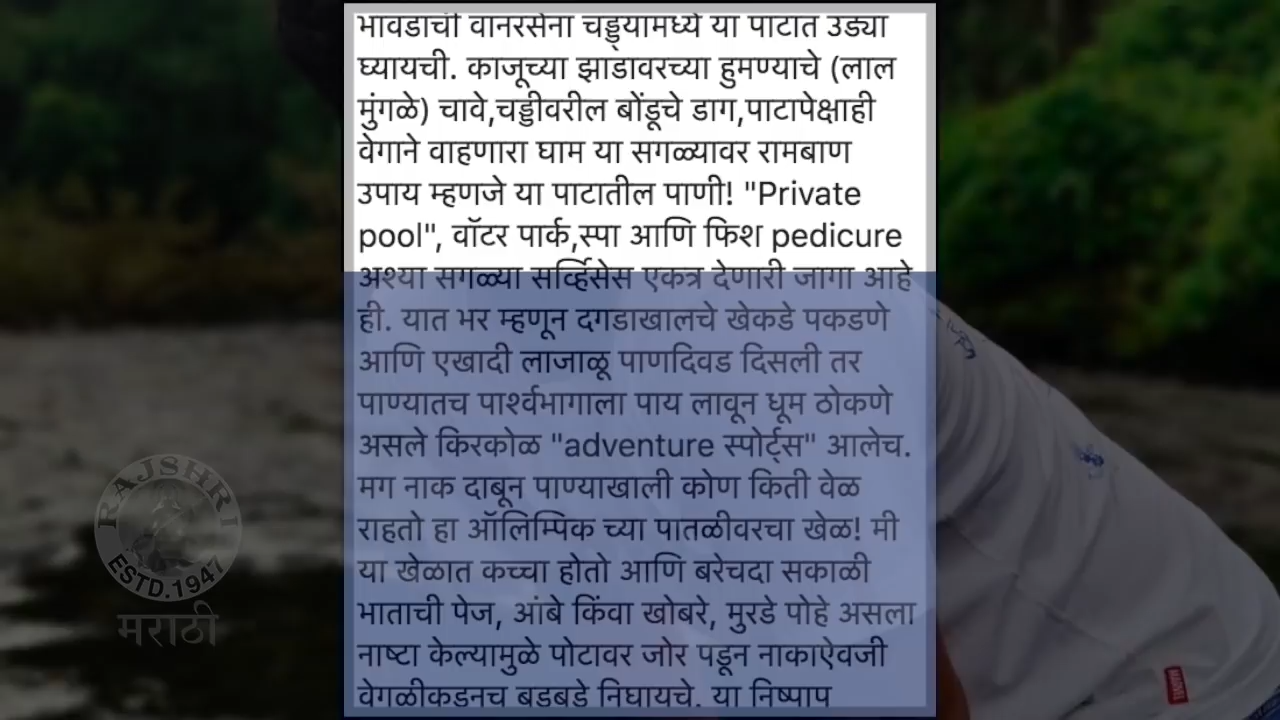 भावंडाची वानरसेना चड्ड्यामध्ये या पाटात उड्या
घ्यायची. काजूच्या झाडावरच्या हुमण्याचे (लाल
मुंगळे) चावे,चड्डीवरील बोंडूचे डाग,पाटापेक्षाही
वेगाने वाहणारा घाम या सगळ्यावर रामबाण
उपाय म्हणजे या पाटातील पाणी! "Private
pool", वॉटर पार्क,स्पा आणि फिश pedicure
अश्या सगळ्या सर्व्हिसेस एकत्र देणारी जागा आहे
ही. यात भर म्हणून दगडाखालचे खेकडे पकडणे
आणि एखादी लाजाळू पाणदिवड दिसली तर
पाण्यातच पार्श्वभागाला पाय लावून धूम ठोकणे
असले किरकोळ "adventure स्पोर्ट्स" आलेच.
मग नाक दाबून पाण्याखाली कोण किती वेळ
राहतो हा ऑलिम्पिक च्या पातळीवरचा खेळ! मी
या खेळात कच्चा होतो आणि बरेचदा सकाळी
भाताची पेज, आंबे किंवा खोबरे, मुरडे पोहे असला
नाष्टा केल्यामुळे पोटावर जोर पडून नाकाऐवजी
वेगळीकडनच बुडबुडे निघायचे. या निष्पाप
RAJSHRI
ESTD.1947
मराठी